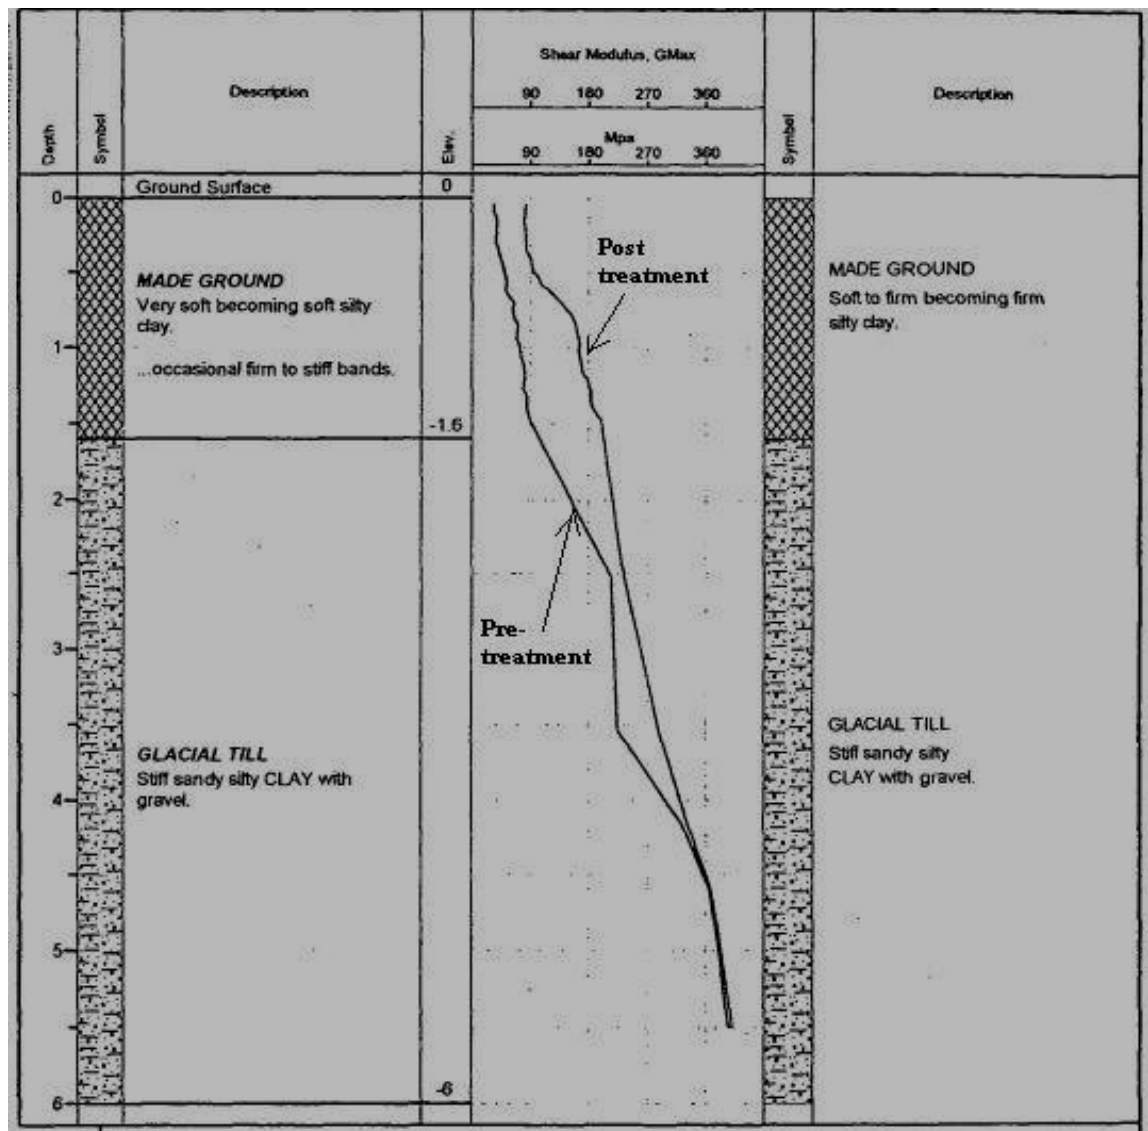 Depth
Symbol
Description
Elev.
Shear Modulus, GMax
90 180 270 360
Mpa
90 180 270 360
Symbol
Description
Ground Surface
0
0
MADE GROUND
Very soft becoming soft silty
clay.
...occasional firm to stiff bands.
-1.6
Post
treatment
MADE GROUND
Soft to firm becoming firm
silty clay.
1
2
3
4
5
6
Pre-
treatment
GLACIAL TILL
Stiff sandy silty CLAY with
gravel.
-6
GLACIAL TILL
Stiff sandy silty
CLAY with gravel.